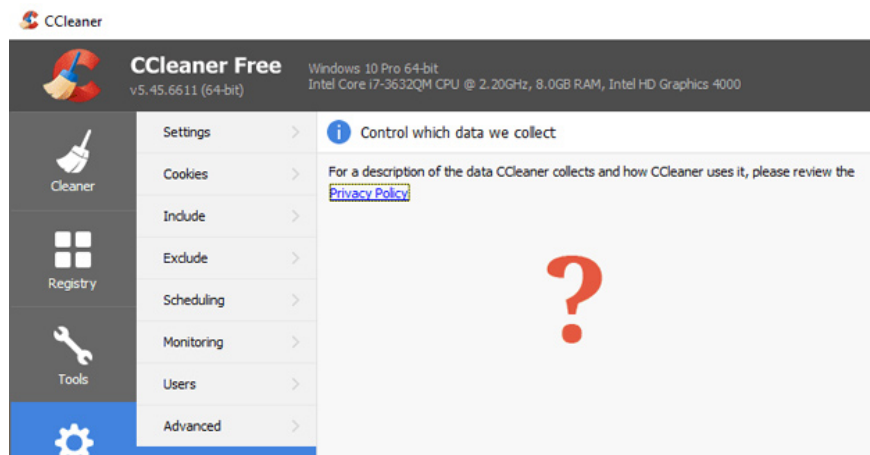 CCleaner
CCleaner Free
v5.45.6611 (64-bit)
Windows 10 Pro 64-bit
Intel Core i7-3632QM CPU @ 2.20GHz, 8.0GB RAM, Intel HD Graphics 4000
Cleaner
Registry
Tools
Settings
Cookies
Include
Exclude
Scheduling
Monitoring
Users
Advanced
Control which data we collect
For a description of the data CCleaner collects and how CCleaner uses it, please review the
Privacy Policy
?